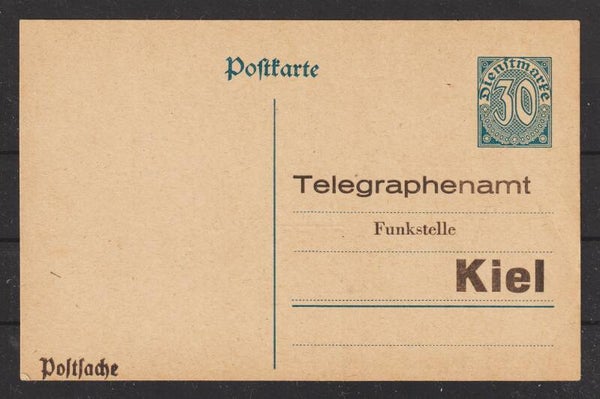 Poſtkarte
Dienſtmarke
30
Telegraphenamt
Funkstelle
Kiel
Poſtſache